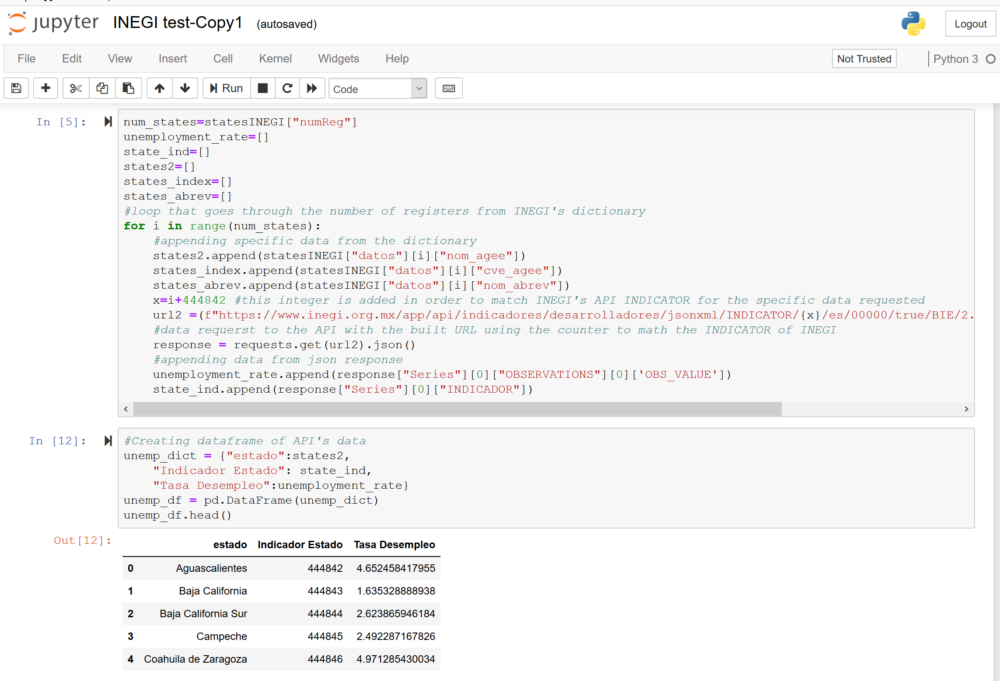 jupyter INEGI test-Copy1 (autosaved) Logout
File Edit View Insert Cell Kernel Widgets Help Not Trusted Python 3
Run Code
In [5]: num_states=statesINEGI["numReg"]
unemployment_rate=[]
state_ind=[]
states2=[]
states_index=[]
states_abrev=[]
#loop that goes through the number of registers from INEGI's dictionary
for i in range(num_states):
    #appending specific data from the dictionary
    states2.append(statesINEGI["datos"][i]["nom_agee"])
    states_index.append(statesINEGI["datos"][i]["cve_agee"])
    states_abrev.append(statesINEGI["datos"][i]["nom_abrev"])
    x=i+444842 #this integer is added in order to match INEGI's API INDICATOR for the specific data requested
    url2 =(f"https://www.inegi.org.mx/app/api/indicadores/desarrolladores/jsonxml/INDICATOR/{x}/es/00000/true/BIE/2.
    #data requerst to the API with the built URL using the counter to math the INDICATOR of INEGI
    response = requests.get(url2).json()
    #appending data from json response
    unemployment_rate.append(response["Series"][0]["OBSERVATIONS"][0]['OBS_VALUE'])
    state_ind.append(response["Series"][0]["INDICADOR"])
In [12]: #Creating dataframe of API's data
unemp_dict = {"estado":states2,
    "Indicador Estado": state_ind,
    "Tasa Desempleo":unemployment_rate}
unemp_df = pd.DataFrame(unemp_dict)
unemp_df.head()
Out[12]:
estado Indicador Estado Tasa Desempleo
0 Aguascalientes 444842 4.652458417955
1 Baja California 444843 1.635328888938
2 Baja California Sur 444844 2.623865946184
3 Campeche 444845 2.492287167826
4 Coahuila de Zaragoza 444846 4.971285430034